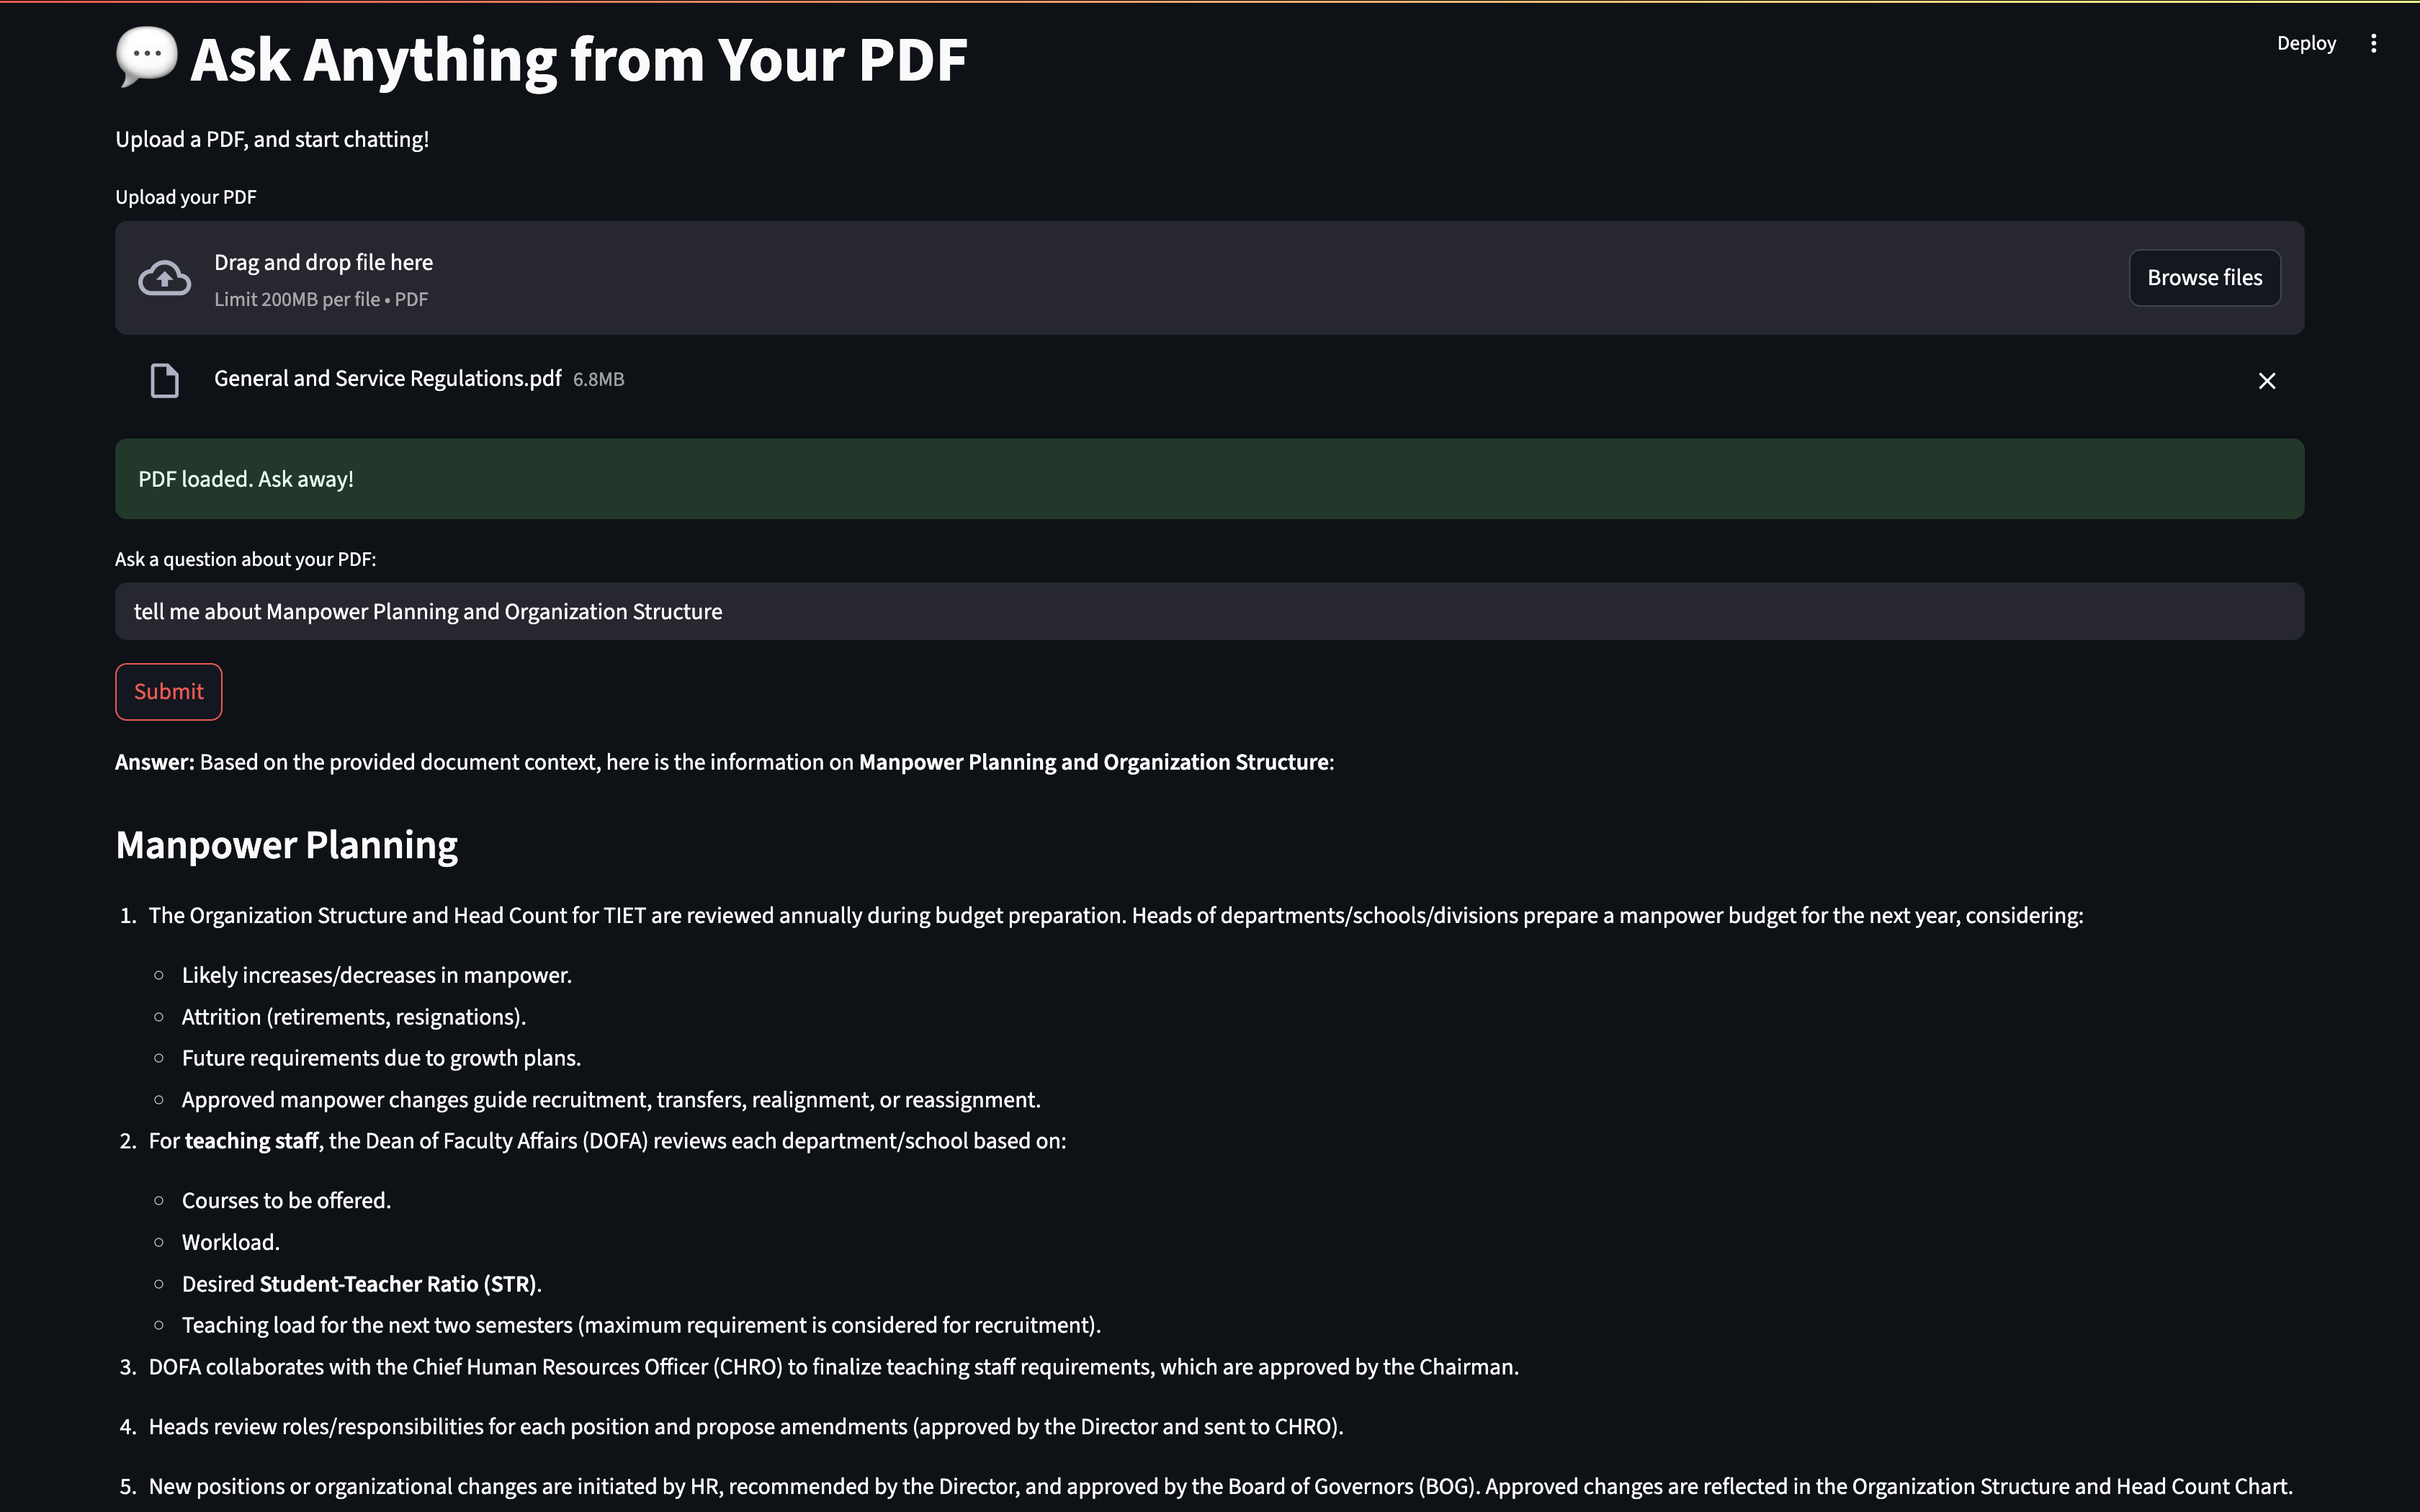 Deploy
💬 Ask Anything from Your PDF
Upload a PDF, and start chatting!
Upload your PDF
Drag and drop file here
Limit 200MB per file • PDF
Browse files
General and Service Regulations.pdf 6.8MB
PDF loaded. Ask away!
Ask a question about your PDF:
tell me about Manpower Planning and Organization Structure
Submit
Answer: Based on the provided document context, here is the information on Manpower Planning and Organization Structure:
Manpower Planning
1. The Organization Structure and Head Count for TIET are reviewed annually during budget preparation. Heads of departments/schools/divisions prepare a manpower budget for the next year, considering:
◦ Likely increases/decreases in manpower.
◦ Attrition (retirements, resignations).
◦ Future requirements due to growth plans.
◦ Approved manpower changes guide recruitment, transfers, realignment, or reassignment.
2. For teaching staff, the Dean of Faculty Affairs (DOFA) reviews each department/school based on:
◦ Courses to be offered.
◦ Workload.
◦ Desired Student-Teacher Ratio (STR).
◦ Teaching load for the next two semesters (maximum requirement is considered for recruitment).
3. DOFA collaborates with the Chief Human Resources Officer (CHRO) to finalize teaching staff requirements, which are approved by the Chairman.
4. Heads review roles/responsibilities for each position and propose amendments (approved by the Director and sent to CHRO).
5. New positions or organizational changes are initiated by HR, recommended by the Director, and approved by the Board of Governors (BOG). Approved changes are reflected in the Organization Structure and Head Count Chart.